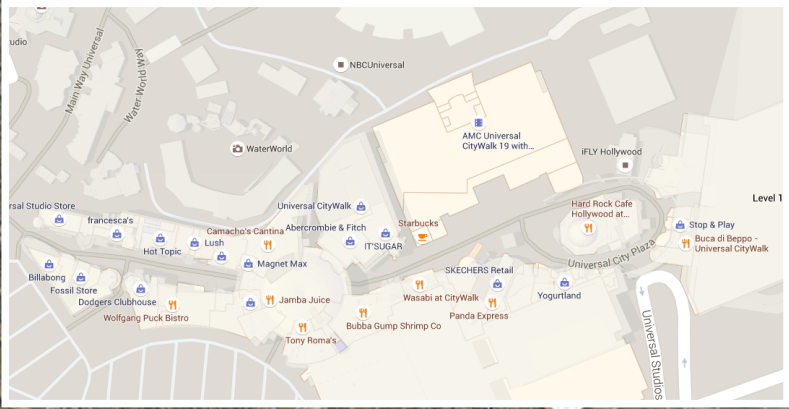 udio
Main Way Universal
Water World Way
NBCUniversal
WaterWorld
AMC Universal
CityWalk 19 with...
iFLY Hollywood
Level 1
rsal Studio Store
francesca's
Hot Topic
Lush
Camacho's Cantina
Magnet Max
Universal CityWalk
Abercrombie & Fitch
IT'SUGAR
Starbucks
Hard Rock Cafe
Hollywood at...
Stop & Play
Buca di Beppo -
Universal CityWalk
Universal City Plaza
Billabong
Fossil Store
Dodgers Clubhouse
Wolfgang Puck Bistro
Jamba Juice
Tony Roma's
Bubba Gump Shrimp Co
Wasabi at CityWalk
SKECHERS Retail
Panda Express
Yogurtland
Universal Studios